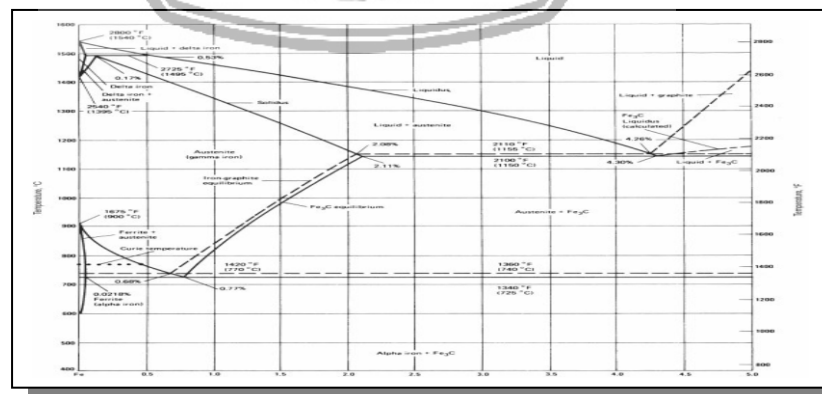 1600
2800 °F
(1540 °C)
2800
Liquid + delta iron
0.53%
Liquid
1500
2725 °F
(1495 °C)
0.17%
2600
Delta iron
Liquidus
Liquid + graphite
Delta iron +
austenite
Solidus
1400
2540 °F
(1395 °C)
2400
1300
Fe₃C
Liquidus
(calculated)
Liquid + austenite
1200
4.26%
2200
Austenite
(gamma iron)
2.08%
2110 °F
(1155 °C)
2.11%
2100 °F
(1150 °C)
4.30%
Liquid + Fe₃C
1100
2000
Iron-graphite
equilibrium
Temperature, °C
Temperature, °F
1000
Fe₃C equilibrium
1800
1675 °F
(900 °C)
Austenite + Fe₃C
900
Ferrite +
austenite
1600
Curie temperature
800
1420 °F
(770 °C)
1360 °F
(740 °C)
1400
0.68%
700
0.0218%
0.77%
1340 °F
(725 °C)
Ferrite
(alpha iron)
1200
600
500
1000
Alpha iron + Fe₃C
400
800
Fe
0.5
1.0
1.5
2.0
2.5
3.0
3.5
4.0
4.5
5.0